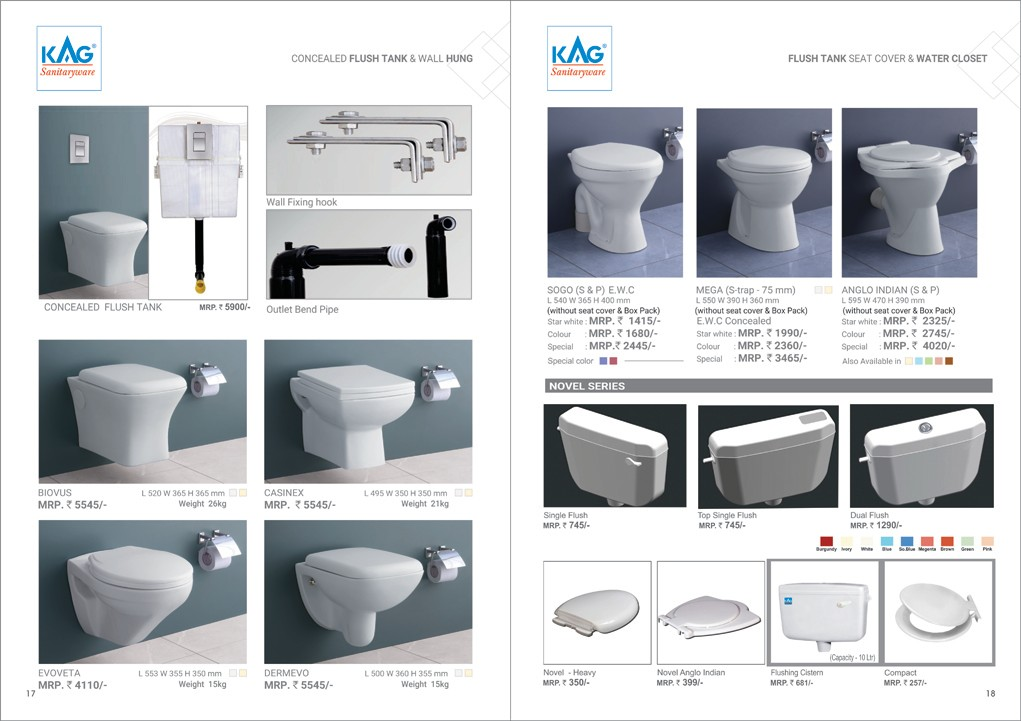 KAG®
Sanitaryware
CONCEALED FLUSH TANK & WALL HUNG
Wall Fixing hook
CONCEALED FLUSH TANK
MRP. ₹ 5900/-
Outlet Bend Pipe
BIOVUS L 520 W 365 H 365 mm
MRP. ₹ 5545/- Weight 26kg
CASINEX L 495 W 350 H 350 mm
MRP. ₹ 5545/- Weight 21kg
EVOVETA L 553 W 355 H 350 mm
MRP. ₹ 4110/- Weight 15kg
DERMEVO L 500 W 360 H 355 mm
MRP. ₹ 5545/- Weight 15kg
17
KAG®
Sanitaryware
FLUSH TANK SEAT COVER & WATER CLOSET
SOGO (S & P) E.W.C
L 540 W 365 H 400 mm
(without seat cover & Box Pack)
Star white : MRP. ₹ 1415/-
Colour : MRP. ₹ 1680/-
Special : MRP. ₹ 2445/-
Special color
MEGA (S-trap - 75 mm)
L 550 W 390 H 360 mm
(without seat cover & Box Pack)
E.W.C Concealed
Star white : MRP. ₹ 1990/-
Colour : MRP. ₹ 2360/-
Special : MRP. ₹ 3465/-
ANGLO INDIAN (S & P)
L 595 W 470 H 390 mm
(without seat cover & Box Pack)
Star white : MRP. ₹ 2325/-
Colour : MRP. ₹ 2745/-
Special : MRP. ₹ 4020/-
Also Available in
NOVEL SERIES
Single Flush
MRP. ₹ 745/-
Top Single Flush
MRP. ₹ 745/-
Dual Flush
MRP. ₹ 1290/-
Burgundy Ivory White Blue So.Blue Magenta Brown Green Pink
KAG
(Capacity - 10 Ltr)
Novel - Heavy
MRP. ₹ 350/-
Novel Anglo Indian
MRP. ₹ 399/-
Flushing Cistern
MRP. ₹ 681/-
Compact
MRP. ₹ 257/-
18